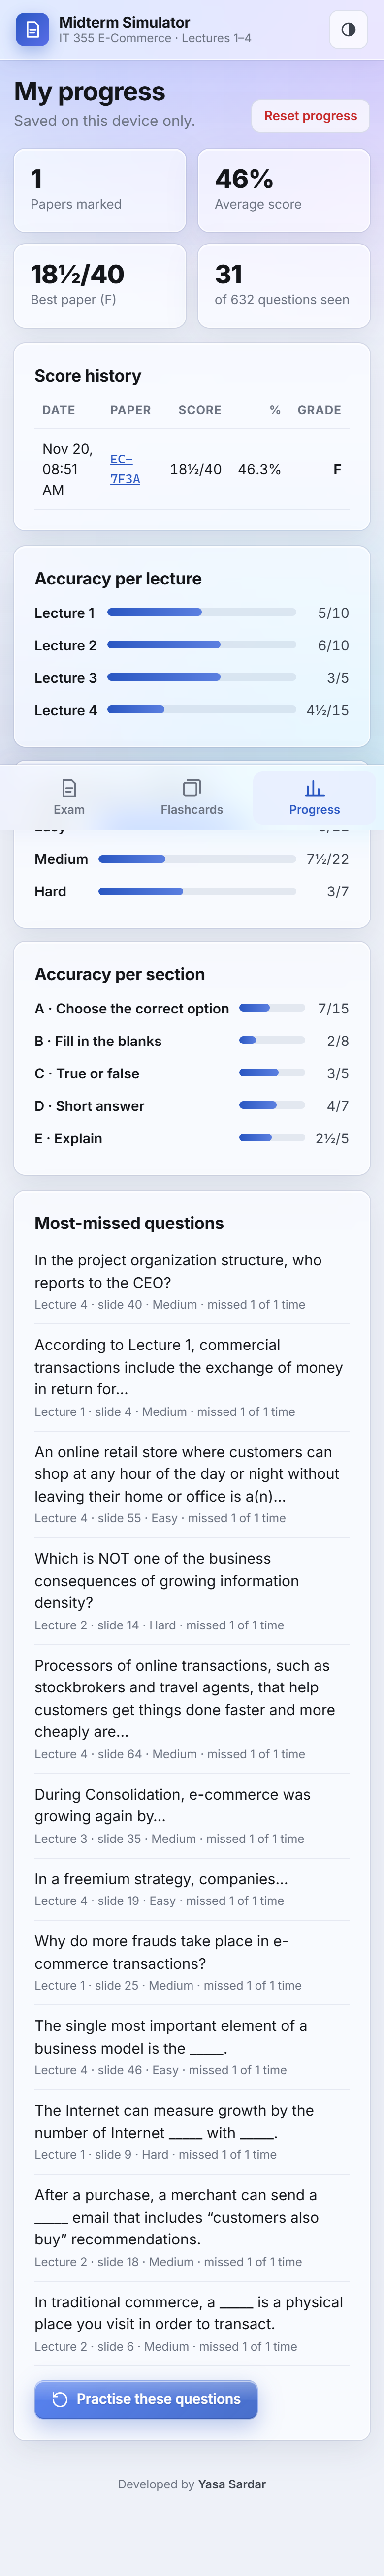 Midterm Simulator
IT 355 E-Commerce · Lectures 1–4
My progress
Saved on this device only.
Reset progress
1
Papers marked
46%
Average score
18½/40
Best paper (F)
31
of 632 questions seen
Score history
DATE PAPER SCORE % GRADE
Nov 20,
08:51
AM
EC-
7F3A
18½/40 46.3% F
Accuracy per lecture
Lecture 1 5/10
Lecture 2 6/10
Lecture 3 3/5
Lecture 4 4½/15
Exam
Flashcards
Progress
Medium 7½/22
Hard 3/7
Accuracy per section
A · Choose the correct option 7/15
B · Fill in the blanks 2/8
C · True or false 3/5
D · Short answer 4/7
E · Explain 2½/5
Most-missed questions
In the project organization structure, who
reports to the CEO?
Lecture 4 · slide 40 · Medium · missed 1 of 1 time
According to Lecture 1, commercial
transactions include the exchange of money
in return for…
Lecture 1 · slide 4 · Medium · missed 1 of 1 time
An online retail store where customers can
shop at any hour of the day or night without
leaving their home or office is a(n)…
Lecture 4 · slide 55 · Easy · missed 1 of 1 time
Which is NOT one of the business
consequences of growing information
density?
Lecture 2 · slide 14 · Hard · missed 1 of 1 time
Processors of online transactions, such as
stockbrokers and travel agents, that help
customers get things done faster and more
cheaply are…
Lecture 4 · slide 64 · Medium · missed 1 of 1 time
During Consolidation, e-commerce was
growing again by…
Lecture 3 · slide 35 · Medium · missed 1 of 1 time
In a freemium strategy, companies…
Lecture 4 · slide 19 · Easy · missed 1 of 1 time
Why do more frauds take place in e-
commerce transactions?
Lecture 1 · slide 25 · Medium · missed 1 of 1 time
The single most important element of a
business model is the _____.
Lecture 4 · slide 46 · Easy · missed 1 of 1 time
The Internet can measure growth by the
number of Internet _____ with _____.
Lecture 1 · slide 9 · Hard · missed 1 of 1 time
After a purchase, a merchant can send a
_____ email that includes “customers also
buy” recommendations.
Lecture 2 · slide 18 · Medium · missed 1 of 1 time
In traditional commerce, a _____ is a physical
place you visit in order to transact.
Lecture 2 · slide 6 · Medium · missed 1 of 1 time
Practise these questions
Developed by Yasa Sardar